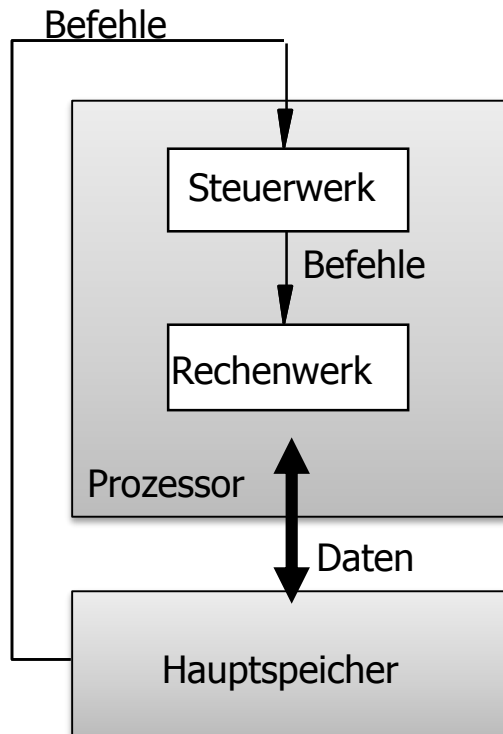 Befehle
Steuerwerk
Befehle
Rechenwerk
Prozessor
Daten
Hauptspeicher